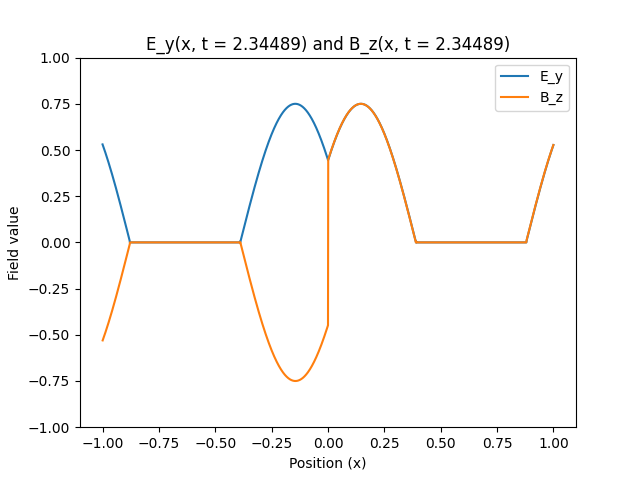 E_y(x, t = 2.34489) and B_z(x, t = 2.34489)
E_y
B_z
Field value
1.00
0.75
0.50
0.25
0.00
−0.25
−0.50
−0.75
−1.00
−1.00 −0.75 −0.50 −0.25 0.00 0.25 0.50 0.75 1.00
Position (x)